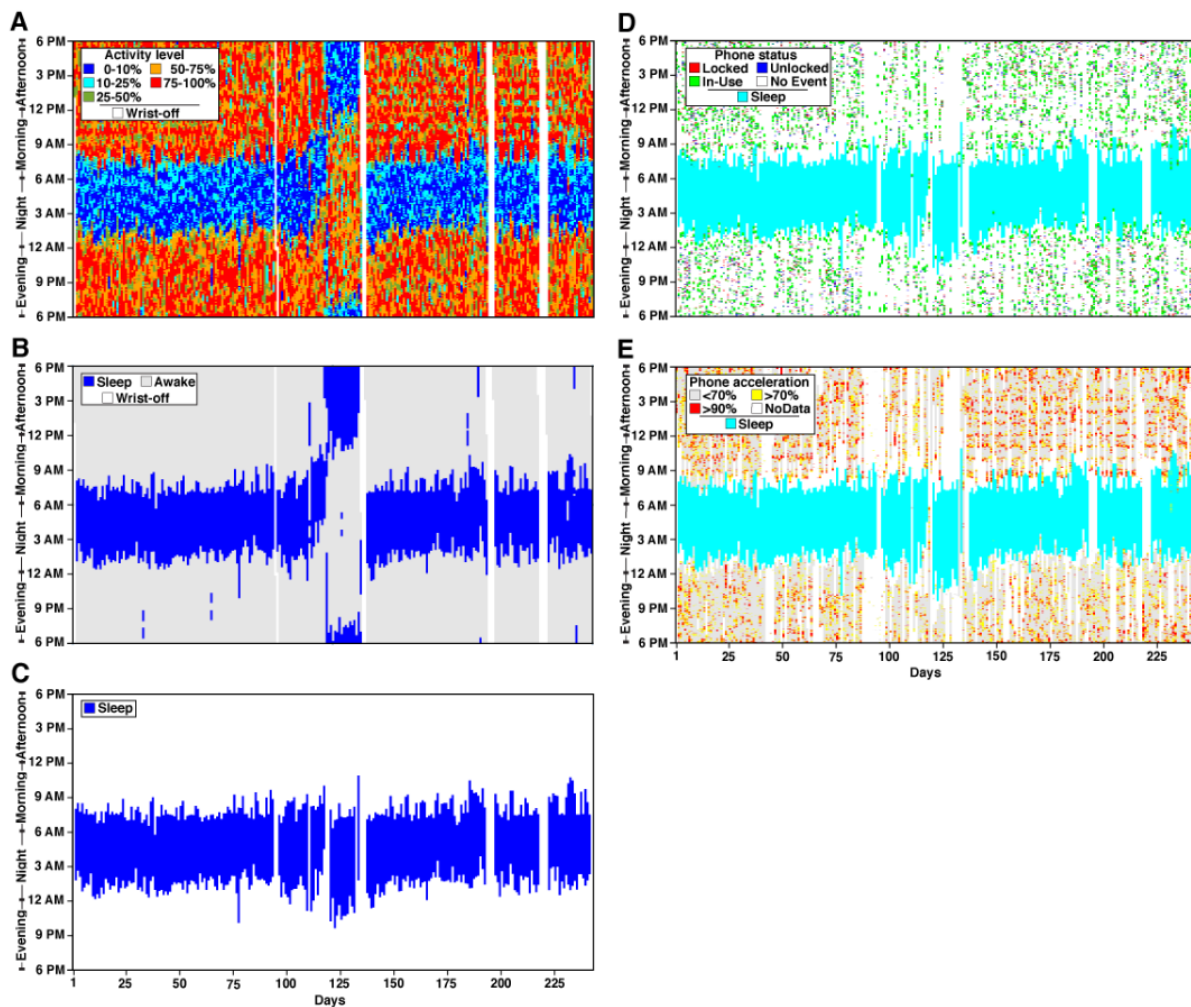 A
6 PM
3 PM
12 PM
9 AM
6 AM
3 AM
12 AM
9 PM
6 PM
Evening
Night
Morning
Afternoon
Activity level
0-10% 50-75%
10-25% 75-100%
25-50%
Wrist-off
B
6 PM
3 PM
12 PM
9 AM
6 AM
3 AM
12 AM
9 PM
6 PM
Evening
Night
Morning
Afternoon
Sleep Awake
Wrist-off
C
6 PM
3 PM
12 PM
9 AM
6 AM
3 AM
12 AM
9 PM
6 PM
Evening
Night
Morning
Afternoon
Sleep
1 25 50 75 100 125 150 175 200 225
Days
D
6 PM
3 PM
12 PM
9 AM
6 AM
3 AM
12 AM
9 PM
6 PM
Evening
Night
Morning
Afternoon
Phone status
Locked Unlocked
In-Use No Event
Sleep
E
6 PM
3 PM
12 PM
9 AM
6 AM
3 AM
12 AM
9 PM
6 PM
Evening
Night
Morning
Afternoon
Phone acceleration
<70% >70%
>90% NoData
Sleep
1 25 50 75 100 125 150 175 200 225
Days